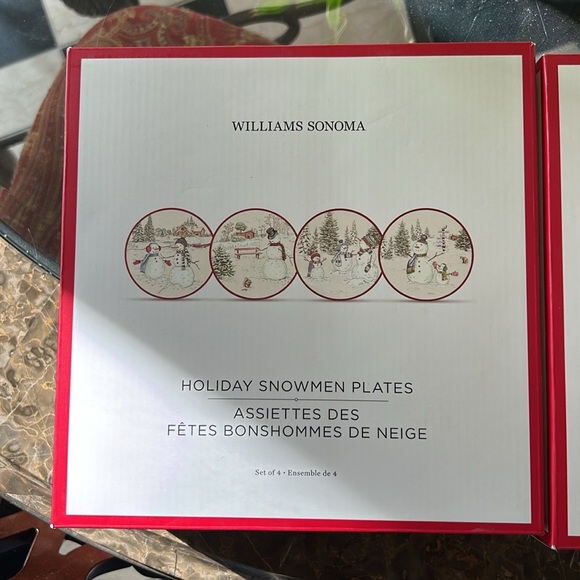 WILLIAMS SONOMA
HOLIDAY SNOWMEN PLATES
ASSIETTES DES
FÊTES BONSHOMMES DE NEIGE
Set of 4 • Ensemble de 4